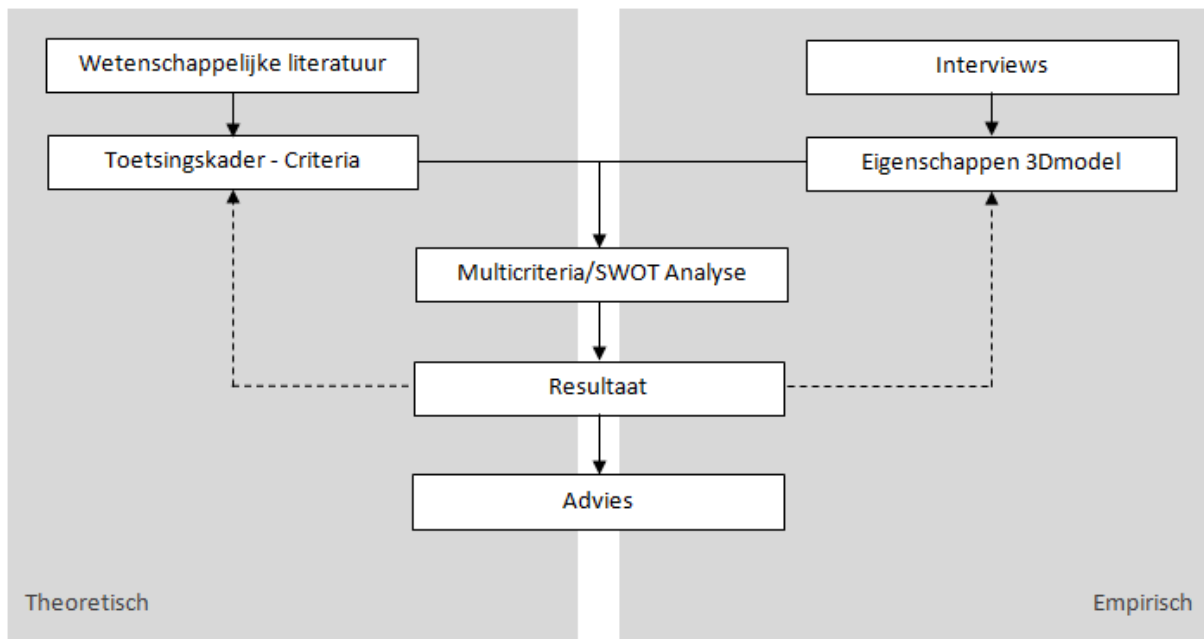 Wetenschappelijke literatuur
Interviews
Toetsingskader - Criteria
Eigenschappen 3Dmodel
Multicriteria/SWOT Analyse
Resultaat
Advies
Theoretisch
Empirisch